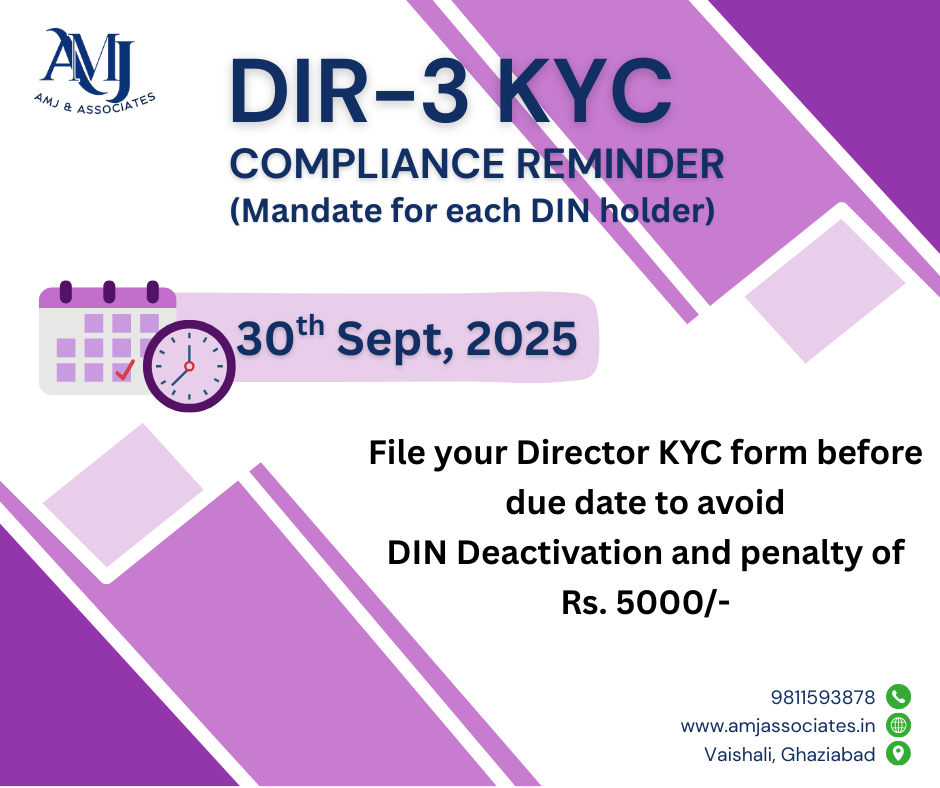 AMJ
AMJ & ASSOCIATES
DIR–3 KYC
COMPLIANCE REMINDER
(Mandate for each DIN holder)
30th Sept, 2025
File your Director KYC form before
due date to avoid
DIN Deactivation and penalty of
Rs. 5000/-
9811593878
www.amjassociates.in
Vaishali, Ghaziabad